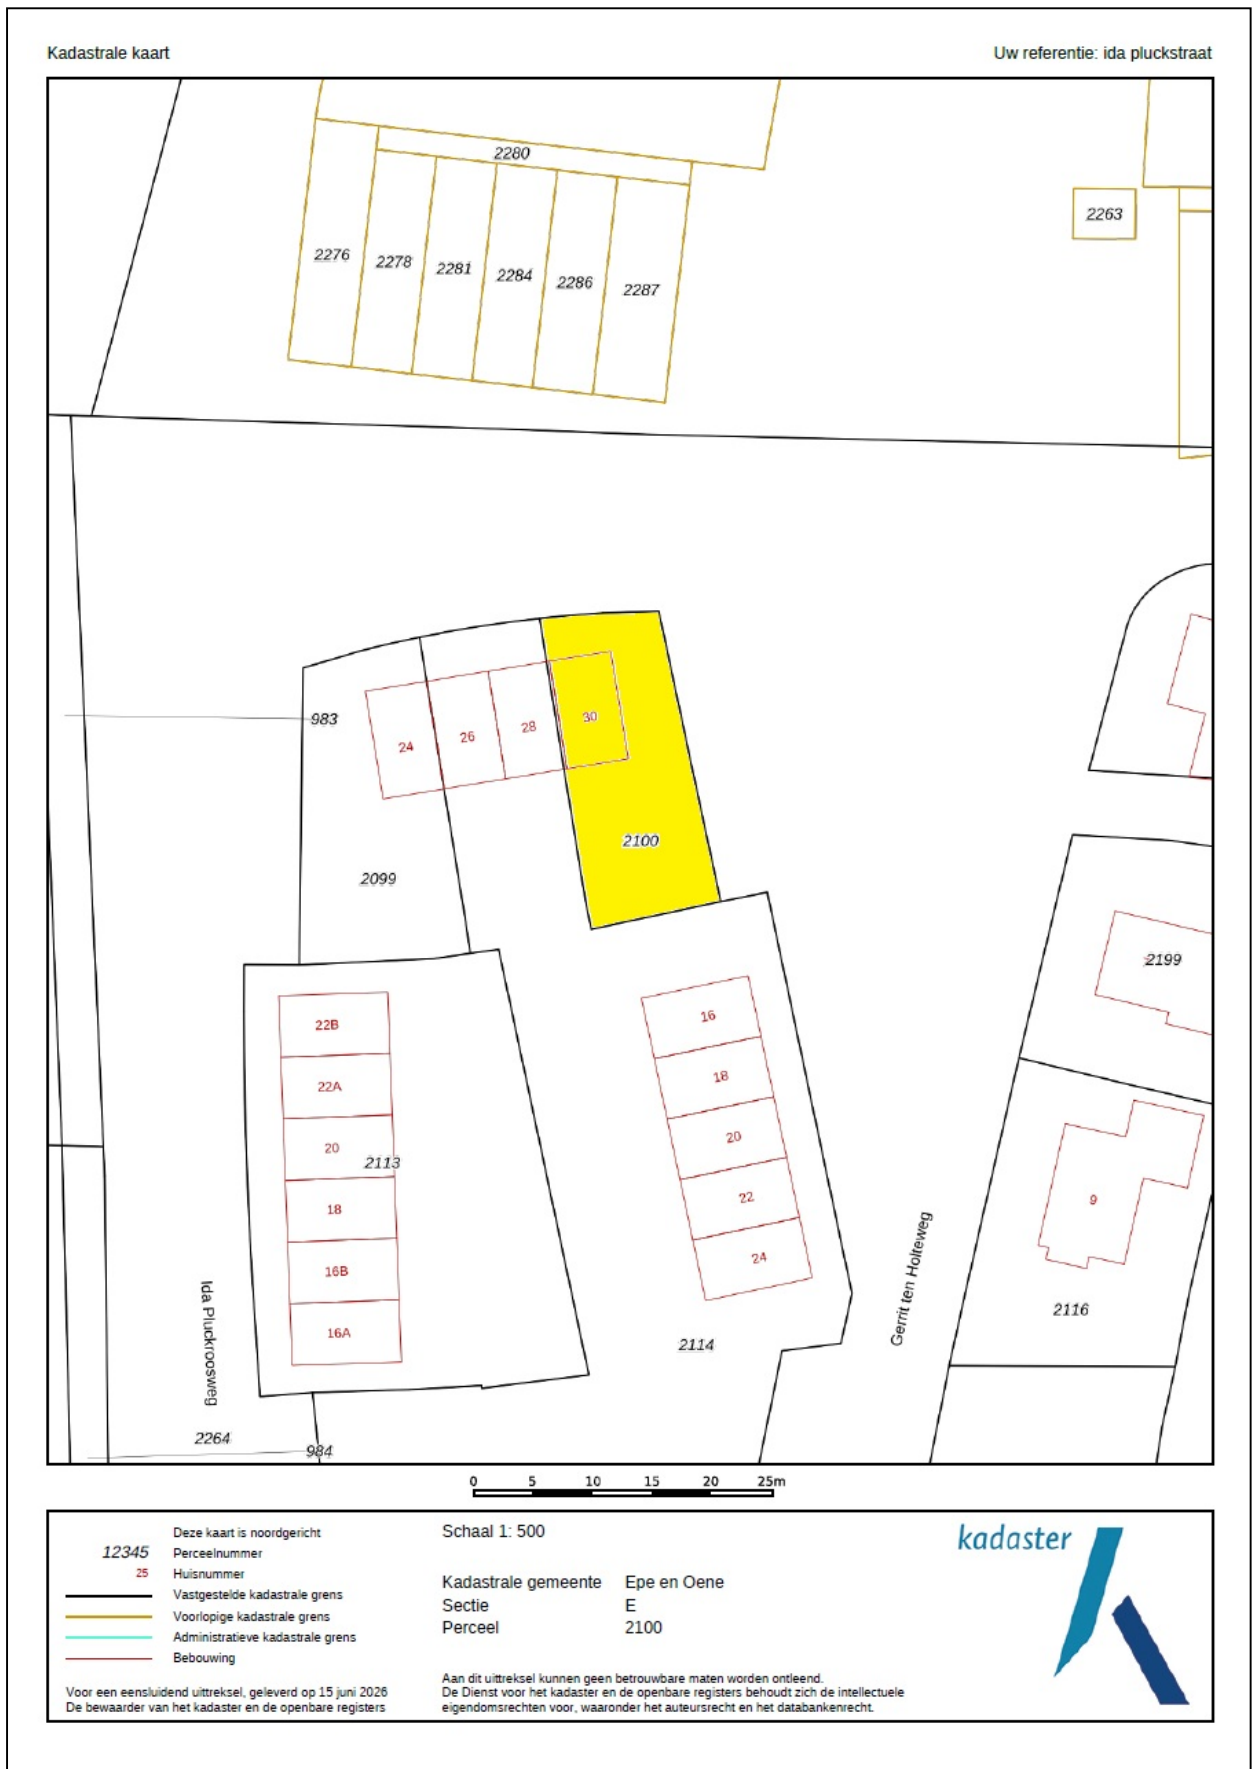 Kadastrale kaart
Uw referentie: ida pluckstraat
2280
2263
2276
2278
2281
2284
2286
2287
983
24
26
28
30
2100
2099
2199
22B
22A
20
2113
18
16B
16A
16
18
20
22
24
9
Ida Pluckroosweg
Gerrit ten Holteweg
2116
2114
2264
984
0 5 10 15 20 25m
Deze kaart is noordgericht
12345 Perceelnummer
25 Huisnummer
Vastgestelde kadastrale grens
Voorlopige kadastrale grens
Administratieve kadastrale grens
Bebouwing
Voor een eensluidend uittreksel, geleverd op 15 juni 2026
De bewaarder van het kadaster en de openbare registers
Schaal 1: 500
Kadastrale gemeente Epe en Oene
Sectie E
Perceel 2100
Aan dit uittreksel kunnen geen betrouwbare maten worden ontleend.
De Dienst voor het kadaster en de openbare registers behoudt zich de intellectuele
eigendomsrechten voor, waaronder het auteursrecht en het databankenrecht.
kadaster